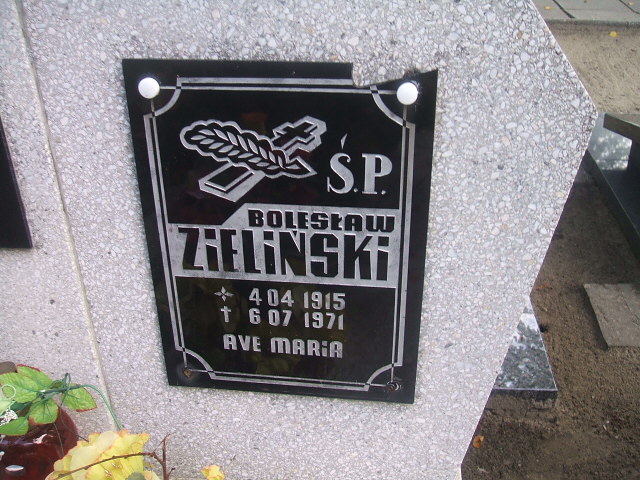 Ś.P.
BOLESŁAW
ZIELIŃSKI
4 04 1915
† 6 07 1971
AVE MARIA